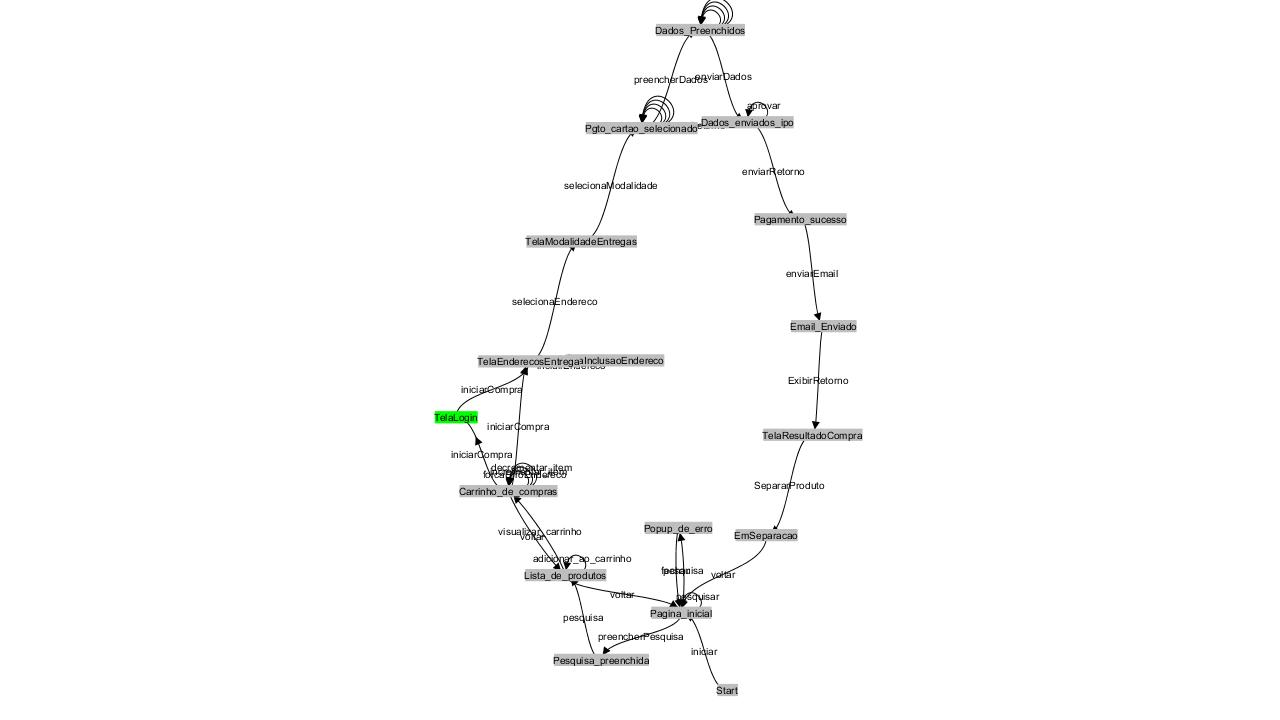 Dados_Preenchidos
preencherDados
enviarDados
aprovar
Pgto_cartao_selecionado
Dados_enviados_ipo
enviarRetorno
selecionaModalidade
Pagamento_sucesso
TelaModalidadeEntregas
enviarEmail
selecionaEndereco
Email_Enviado
TelaEnderecosEntrega
InclusaoEndereco
ExibirRetorno
iniciarCompra
TelaLogin
iniciarCompra
TelaResultadoCompra
iniciarCompra
decrementar_item
Carrinho_de_compras
SepararProduto
visualizar_carrinho
voltar
Popup_de_erro
EmSeparacao
adicionar_ao_carrinho
Lista_de_produtos
pesquisa
voltar
voltar
pesquisar
Pagina_inicial
pesquisa
preencherPesquisa
iniciar
Pesquisa_preenchida
Start